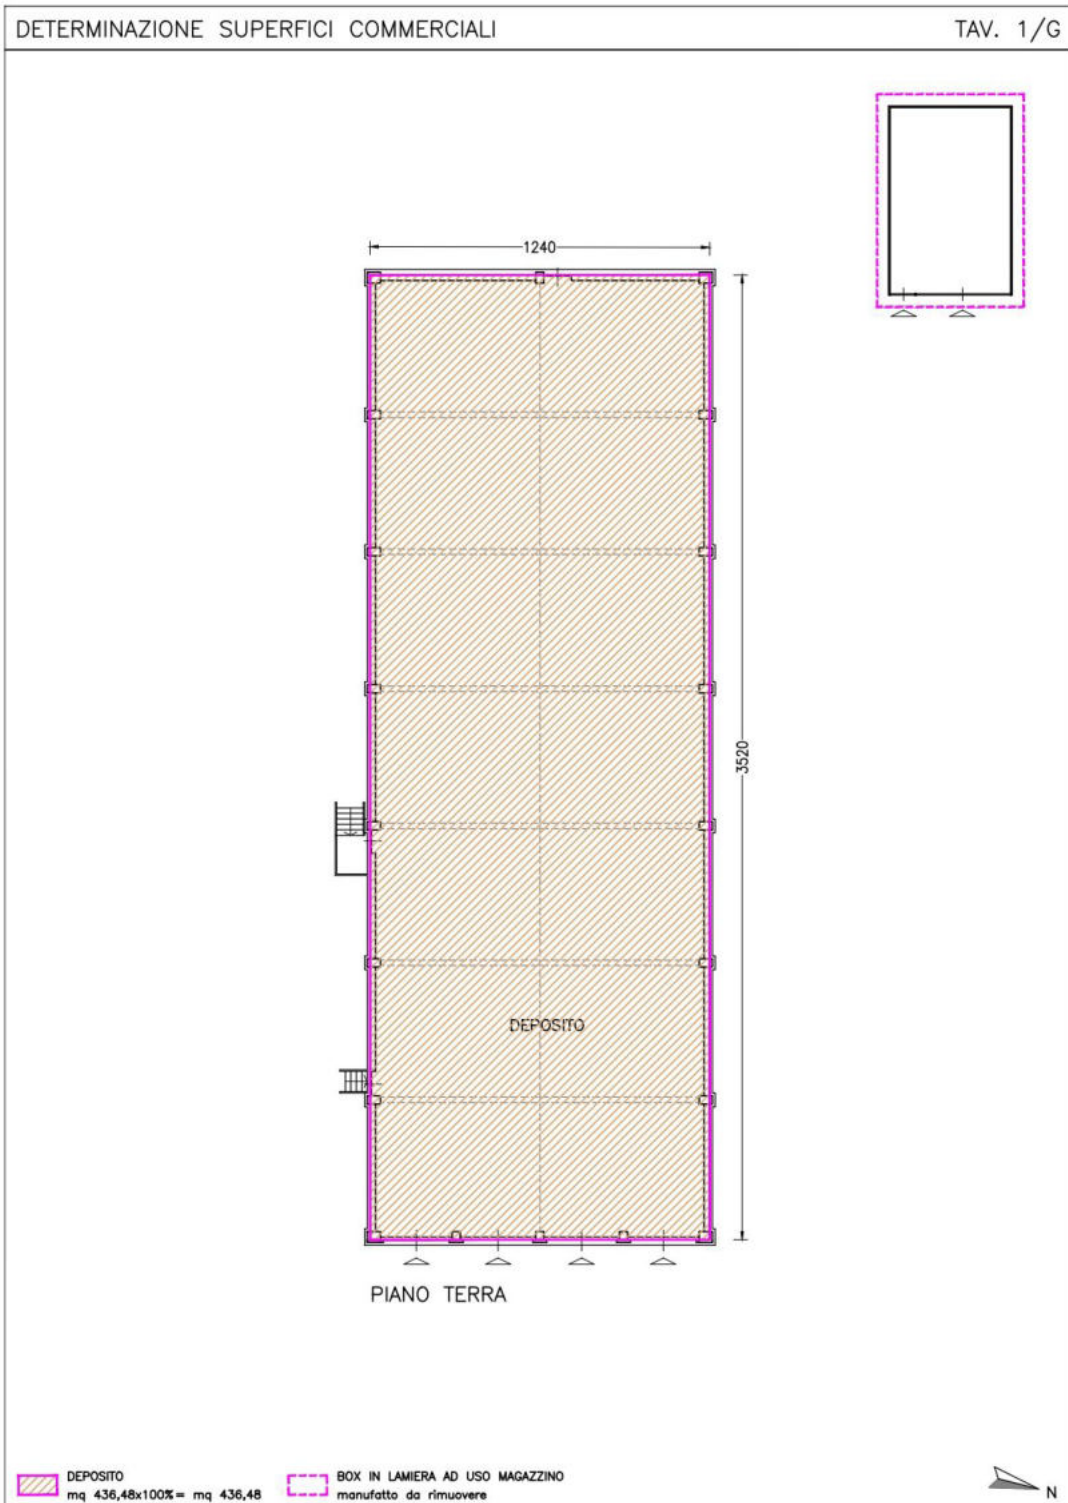 DETERMINAZIONE SUPERFICI COMMERCIALI
TAV. 1/G
1240
3520
DEPOSITO
PIANO TERRA
DEPOSITO
mq 436,48x100%= mq 436,48
BOX IN LAMIERA AD USO MAGAZZINO
manufatto da rimuovere
N